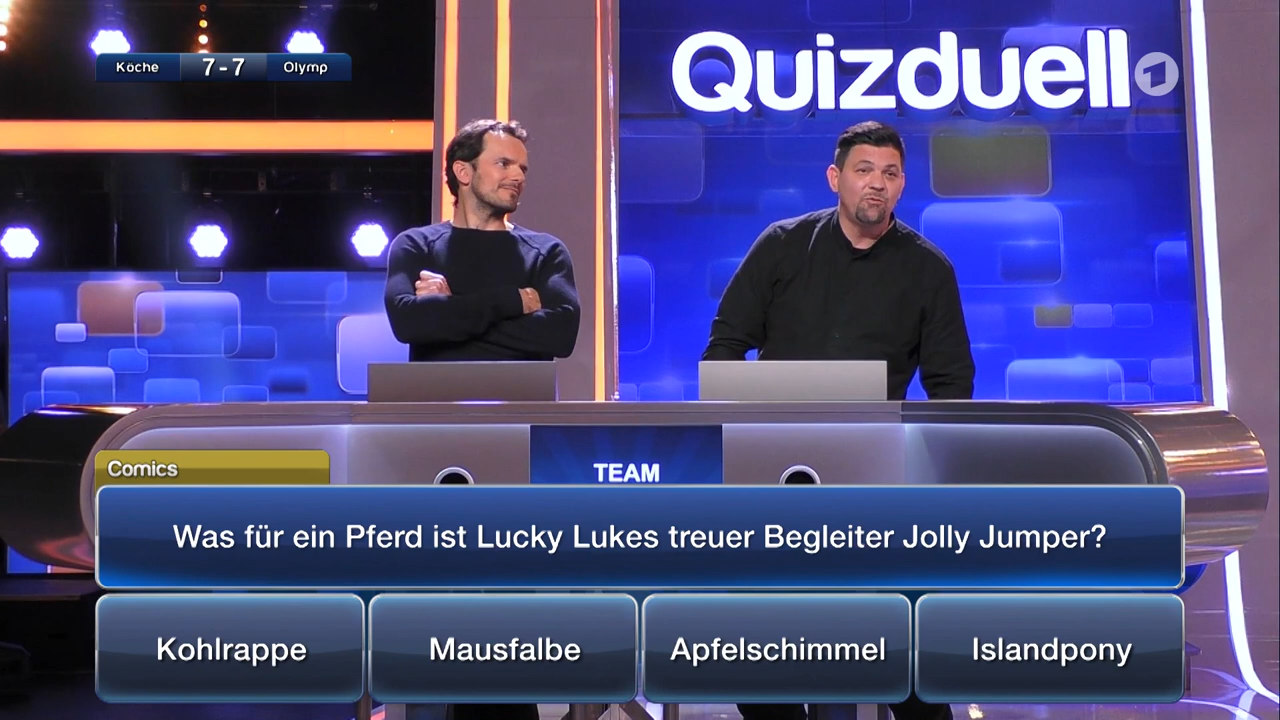 Köche 7-7 Olymp
Quizduell 1
TEAM
Comics
Was für ein Pferd ist Lucky Lukes treuer Begleiter Jolly Jumper?
Kohlrappe
Mausfalbe
Apfelschimmel
Islandpony